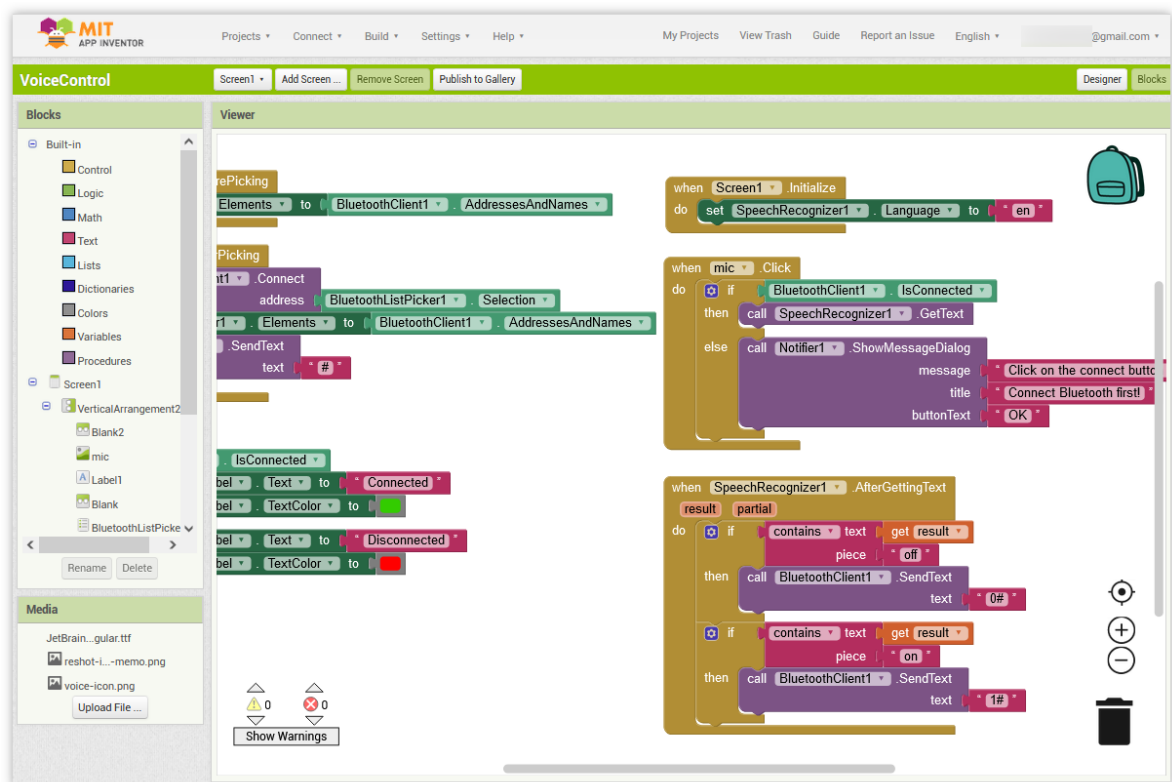 MIT
APP INVENTOR
Projects Connect Build Settings Help My Projects View Trash Guide Report an Issue English @gmail.com
VoiceControl Screen1 Add Screen ... Remove Screen Publish to Gallery Designer Blocks
Blocks
Built-in
Control
Logic
Math
Text
Lists
Dictionaries
Colors
Variables
Procedures
Screen1
VerticalArrangement2
Blank2
mic
Label1
Blank
BluetoothListPicke
Rename Delete
Media
JetBrain...gular.ttf
reshot-i...-memo.png
voice-icon.png
Upload File ...
Viewer
rePicking
Elements to BluetoothClient1 . AddressesAndNames
Picking
nt1 .Connect
address BluetoothListPicker1 . Selection
r1 . Elements to BluetoothClient1 . AddressesAndNames
.SendText
text " # "
. IsConnected
bel . Text to " Connected "
bel . TextColor to
bel . Text to " Disconnected "
bel . TextColor to
0 0
Show Warnings
when Screen1 .Initialize
do set SpeechRecognizer1 . Language to " en "
when mic .Click
do if BluetoothClient1 . IsConnected
then call SpeechRecognizer1 .GetText
else call Notifier1 .ShowMessageDialog
message " Click on the connect butto
title " Connect Bluetooth first! "
buttonText " OK "
when SpeechRecognizer1 .AfterGettingText
result partial
do if contains text get result
piece " off "
then call BluetoothClient1 .SendText
text " 0# "
if contains text get result
piece " on "
then call BluetoothClient1 .SendText
text " 1# "